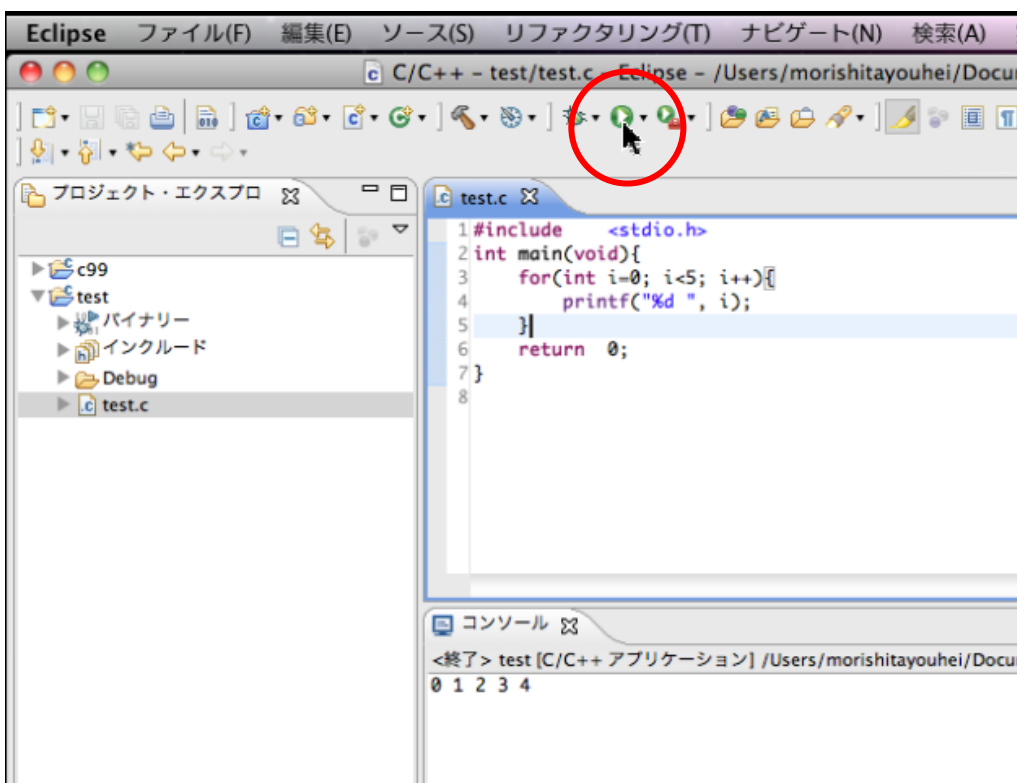 Eclipse ファイル(F) 編集(E) ソース(S) リファクタリング(T) ナビゲート(N) 検索(A)
C/C++ – test/test.c – Eclipse – /Users/morishitayouhei/Docu
プロジェクト・エクスプロ
c99
test
バイナリー
インクルード
Debug
test.c
test.c
1 #include <stdio.h>
2 int main(void){
3 for(int i=0; i<5; i++){
4 printf("%d ", i);
5 }
6 return 0;
7 }
8
コンソール
<終了> test [C/C++ アプリケーション] /Users/morishitayouhei/Docu
0 1 2 3 4